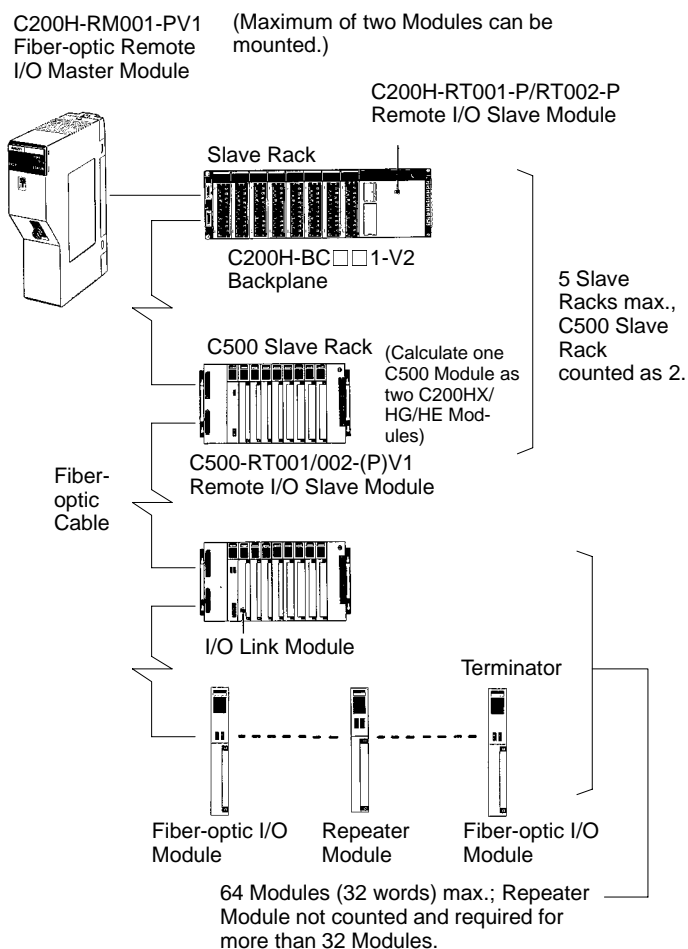 C200H-RM001-PV1
Fiber-optic Remote
I/O Master Module
(Maximum of two Modules can be
mounted.)
C200H-RT001-P/RT002-P
Remote I/O Slave Module
Slave Rack
C200H-BC□□1-V2
Backplane
5 Slave
Racks max.,
C500 Slave
Rack
counted as 2.
C500 Slave Rack
(Calculate one
C500 Module as
two C200HX/
HG/HE Mod-
ules)
C500-RT001/002-(P)V1
Remote I/O Slave Module
Fiber-
optic
Cable
I/O Link Module
Terminator
Fiber-optic I/O
Module
Repeater
Module
Fiber-optic I/O
Module
64 Modules (32 words) max.; Repeater
Module not counted and required for
more than 32 Modules.